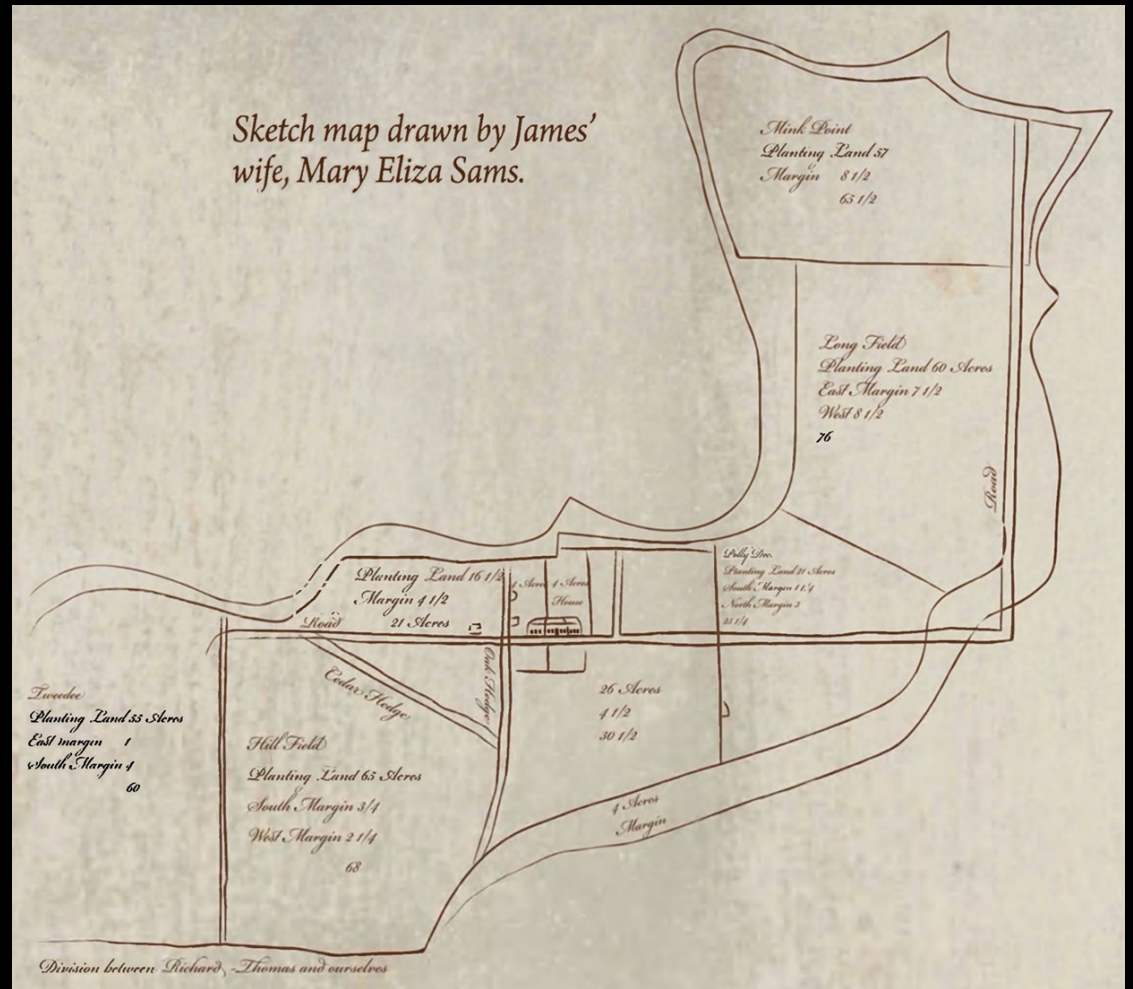 Sketch map drawn by James'
wife, Mary Eliza Sams.
Mink Point
Planting Land 57
Margin 8 1/2
65 1/2
Long Field
Planting Land 60 Acres
East Margin 7 1/2
West 8 1/2
76
Road
Polly Dec.
Planting Land 21 Acres
South Margin 1 1/4
North Margin 3
25 1/4
Planting Land 16 1/2
Margin 4 1/2
21 Acres
4 Acres
4 Acres
House
Road
Cedar Hedge
Oak Hedge
26 Acres
4 1/2
30 1/2
Tweedee
Planting Land 55 Acres
East margin 1
South Margin 4
60
Hill Field
Planting Land 65 Acres
South Margin 3/4
West Margin 2 1/4
68
4 Acres
Margin
Division between Richard, -Thomas and ourselves